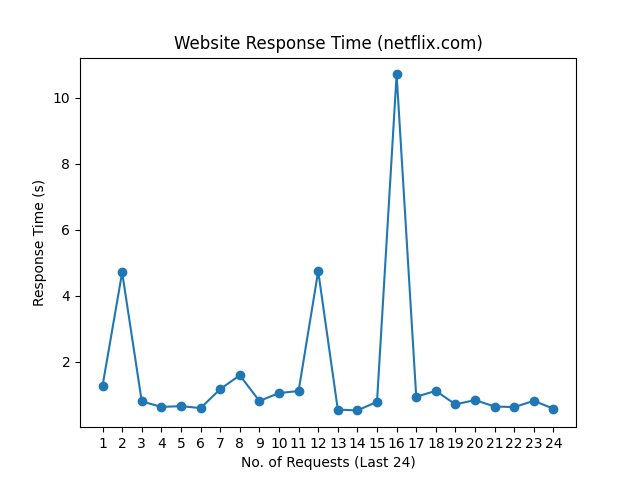 Website Response Time (netflix.com)
Response Time (s)
10
8
6
4
2
1 2 3 4 5 6 7 8 9 10 11 12 13 14 15 16 17 18 19 20 21 22 23 24
No. of Requests (Last 24)